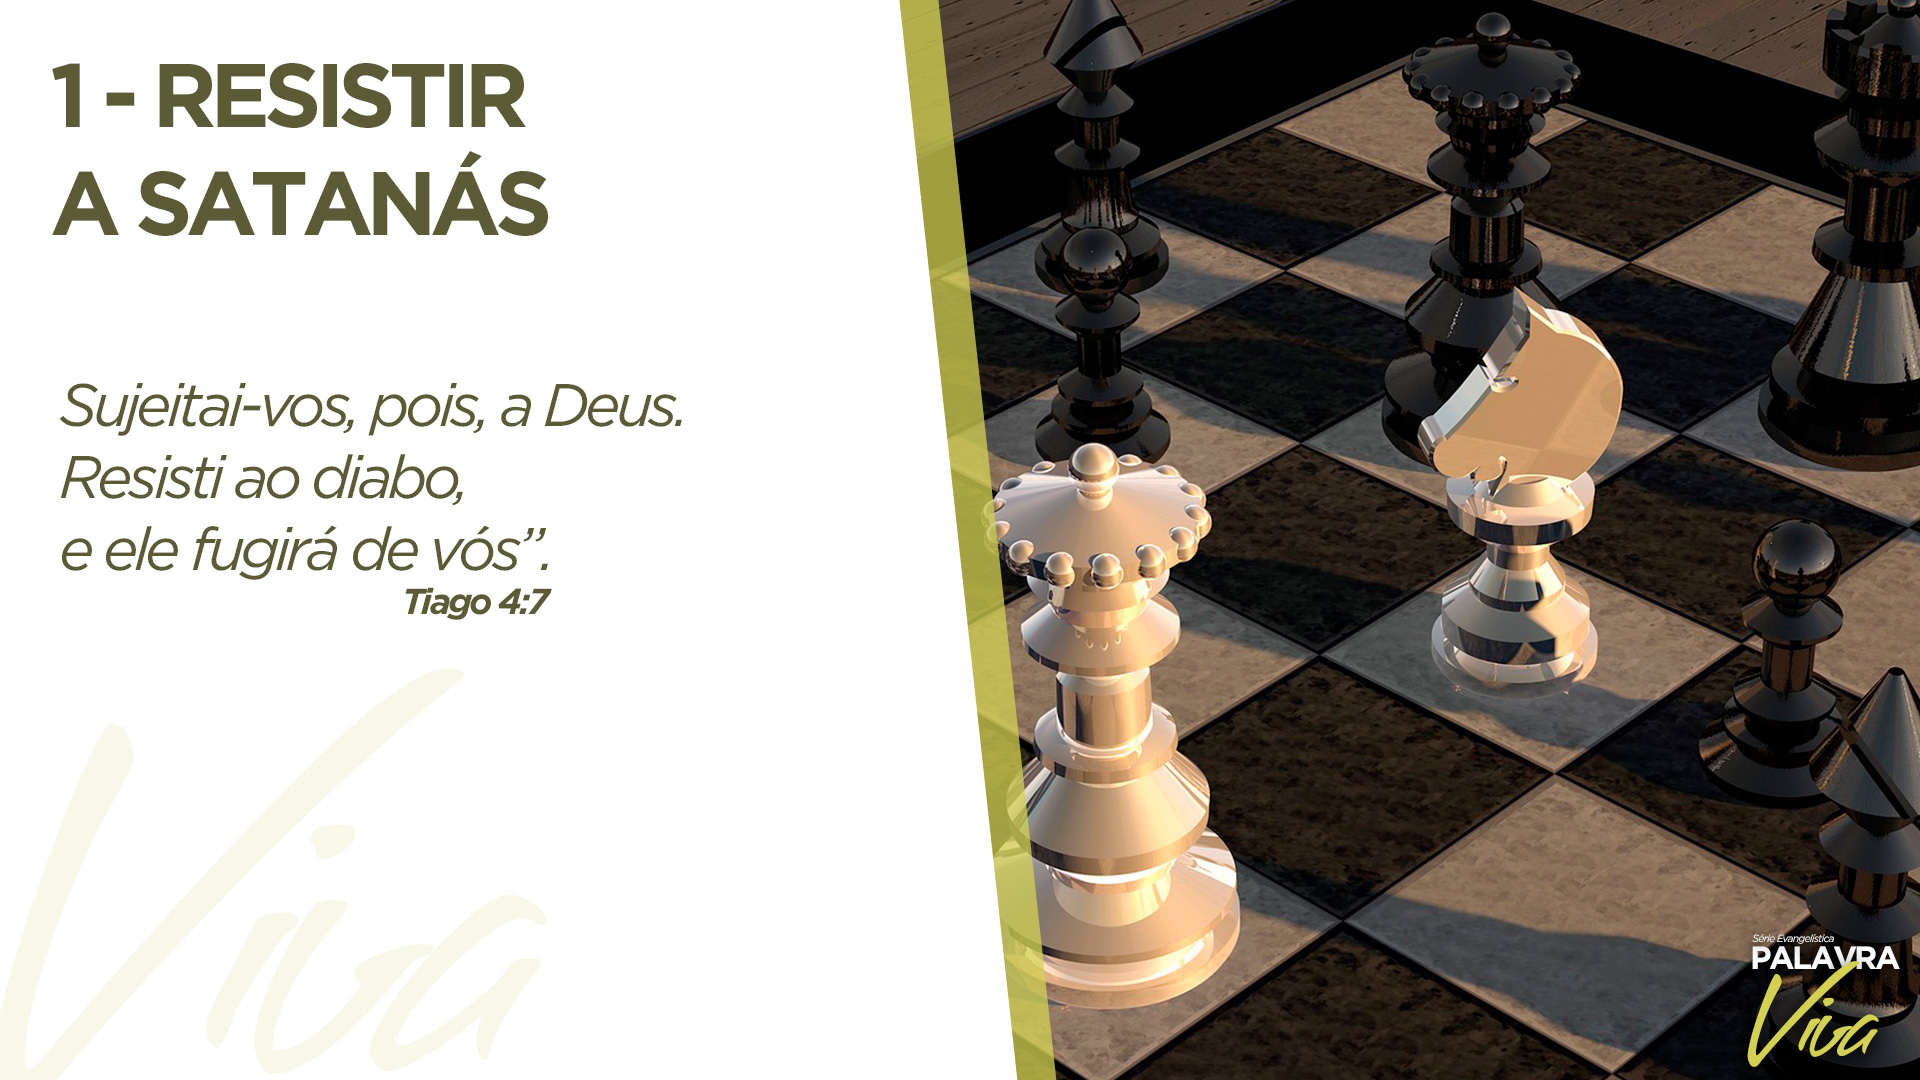 1 - RESISTIR
A SATANÁS
Sujeitai-vos, pois, a Deus.
Resisti ao diabo,
e ele fugirá de vós”.
Tiago 4:7
Viva
Série Evangelística
PALAVRA
Viva